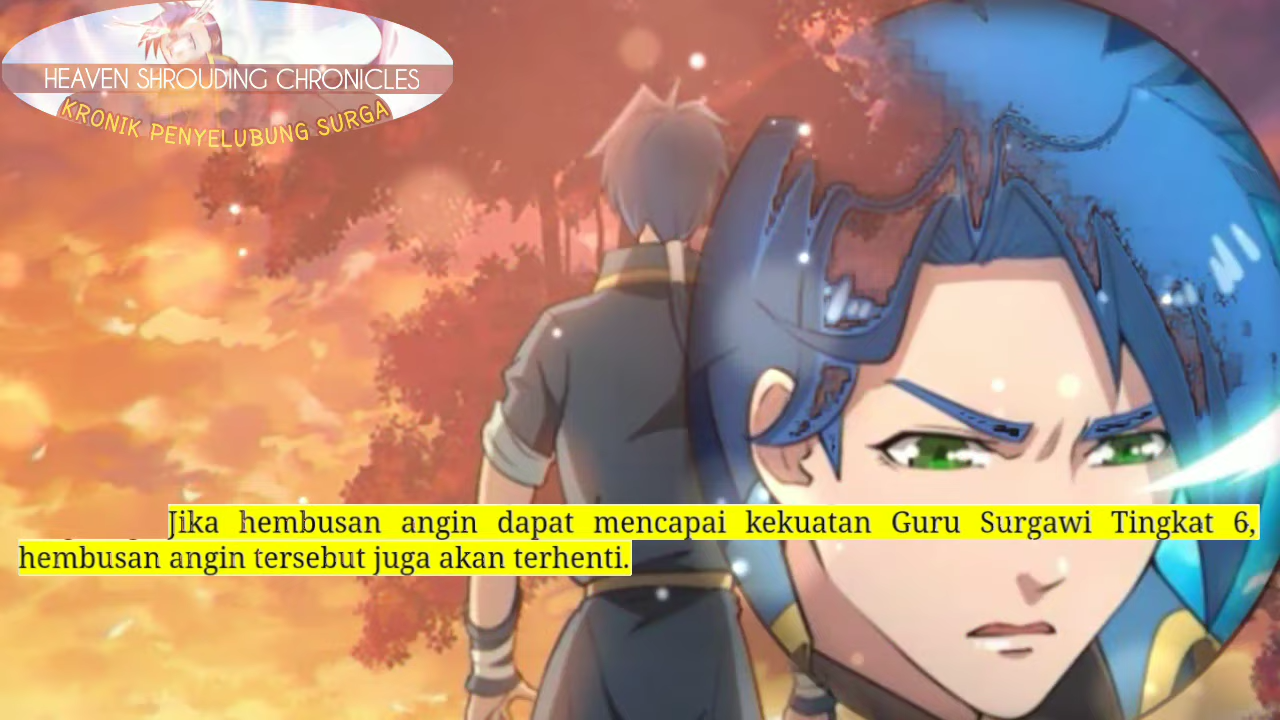 HEAVEN SHROUDING CHRONICLES
KRONIK PENYELUBUNG SURGA
Jika hembusan angin dapat mencapai kekuatan Guru Surgawi Tingkat 6,
hembusan angin tersebut juga akan terhenti.